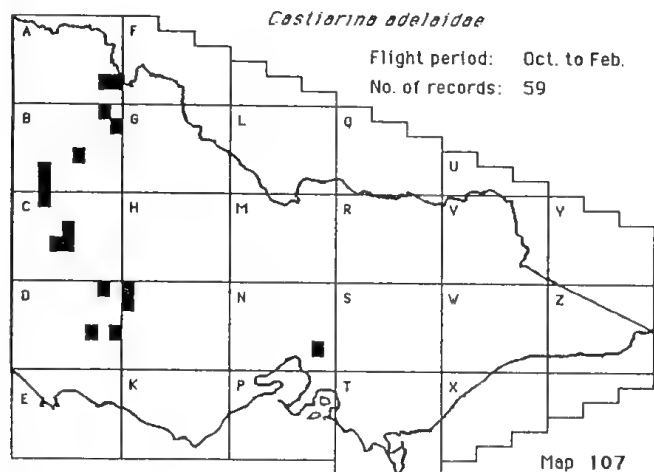 Castiarina adelaidae
Flight period: Oct. to Feb.
No. of records: 59
A F
B G L Q
U
C H M R V Y
D N S W Z
E K P T X
Map 107